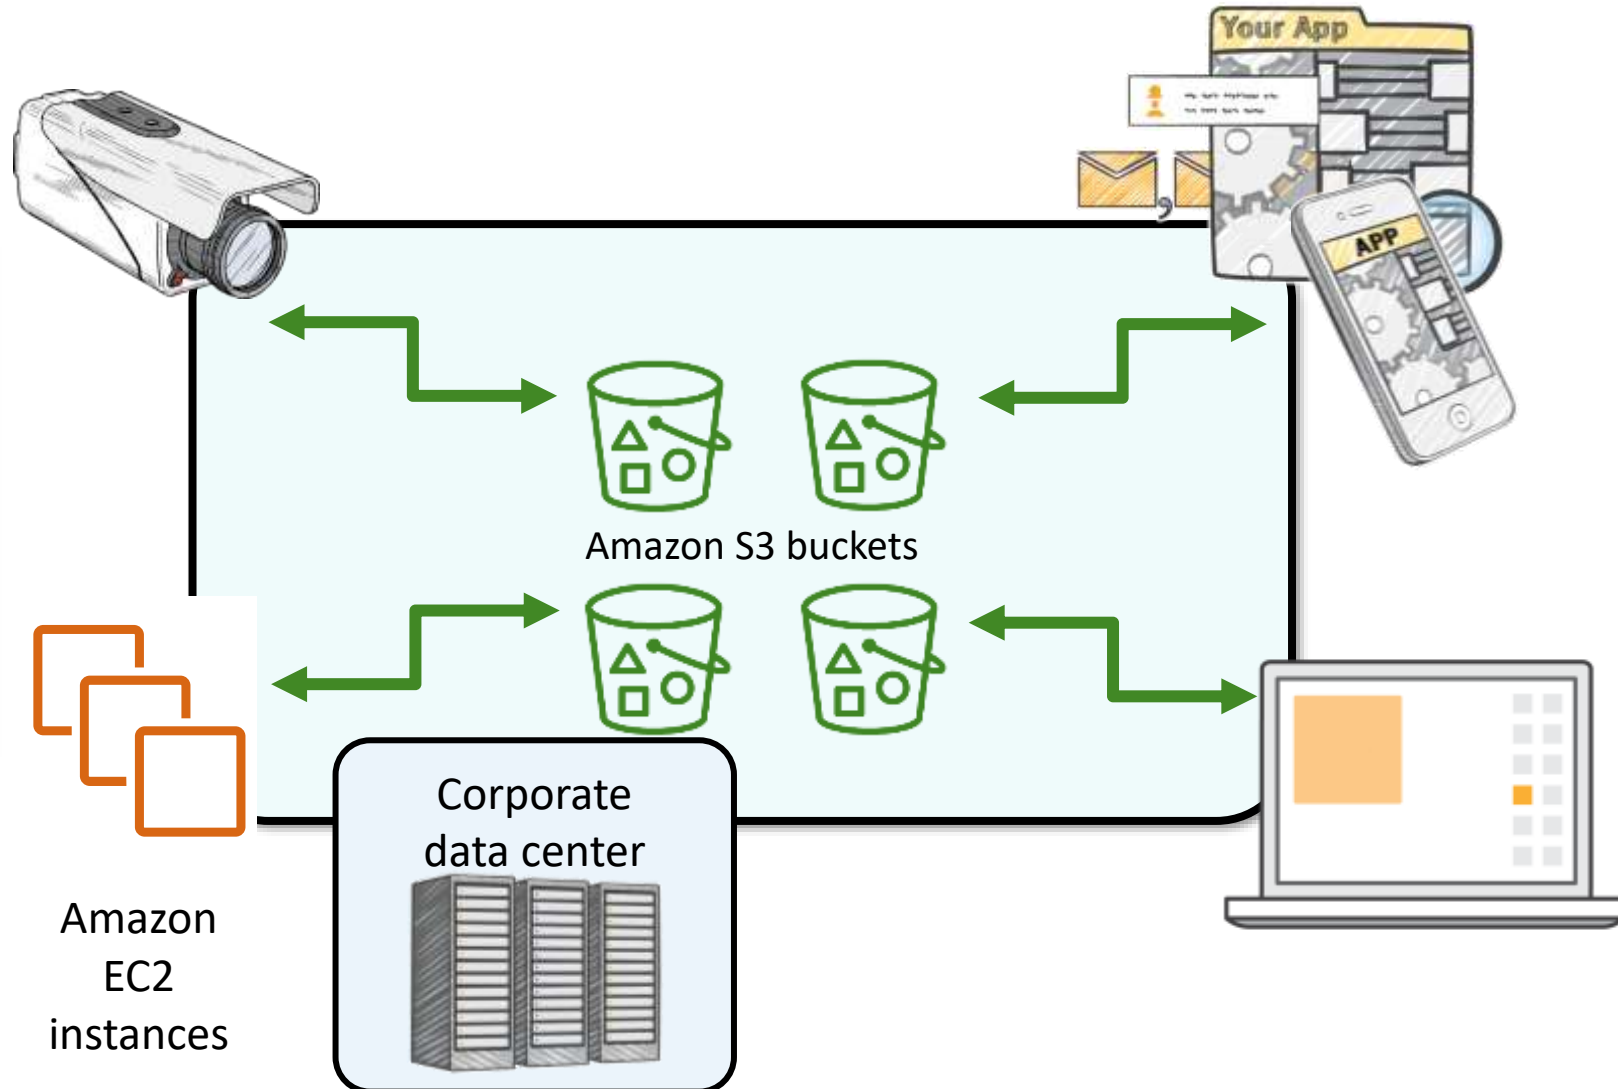 Your App
APP
Amazon S3 buckets
Corporate
data center
Amazon
EC2
instances